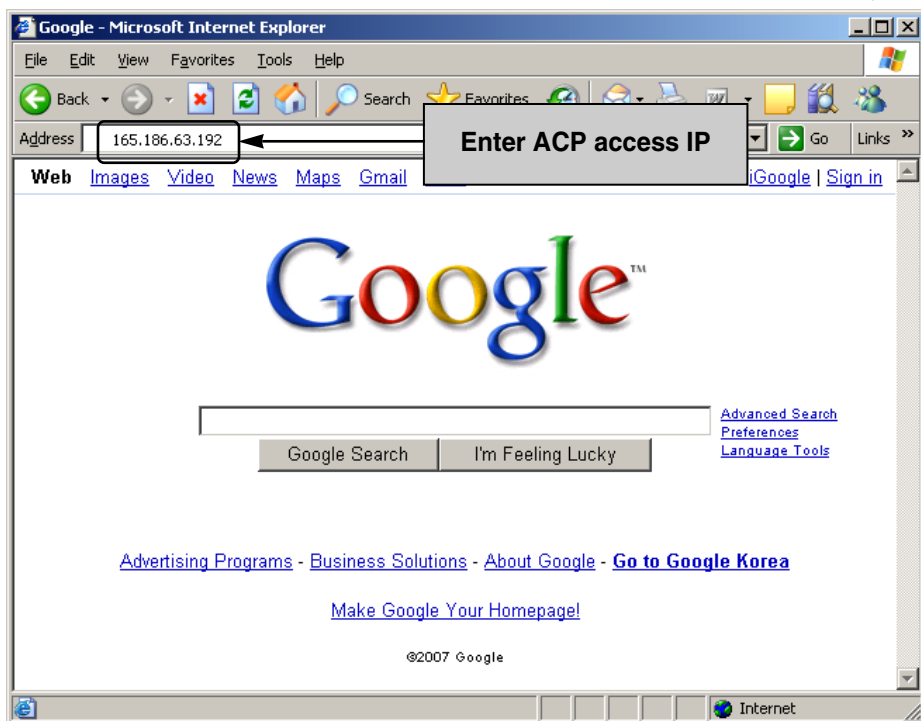 Google - Microsoft Internet Explorer
File Edit View Favorites Tools Help
Back Search Favorites
Address 165.186.63.192 Go Links »
Enter ACP access IP
Web Images Video News Maps Gmail iGoogle | Sign in
Google™
Advanced Search
Preferences
Language Tools
Google Search I'm Feeling Lucky
Advertising Programs - Business Solutions - About Google - Go to Google Korea
Make Google Your Homepage!
©2007 Google
Internet